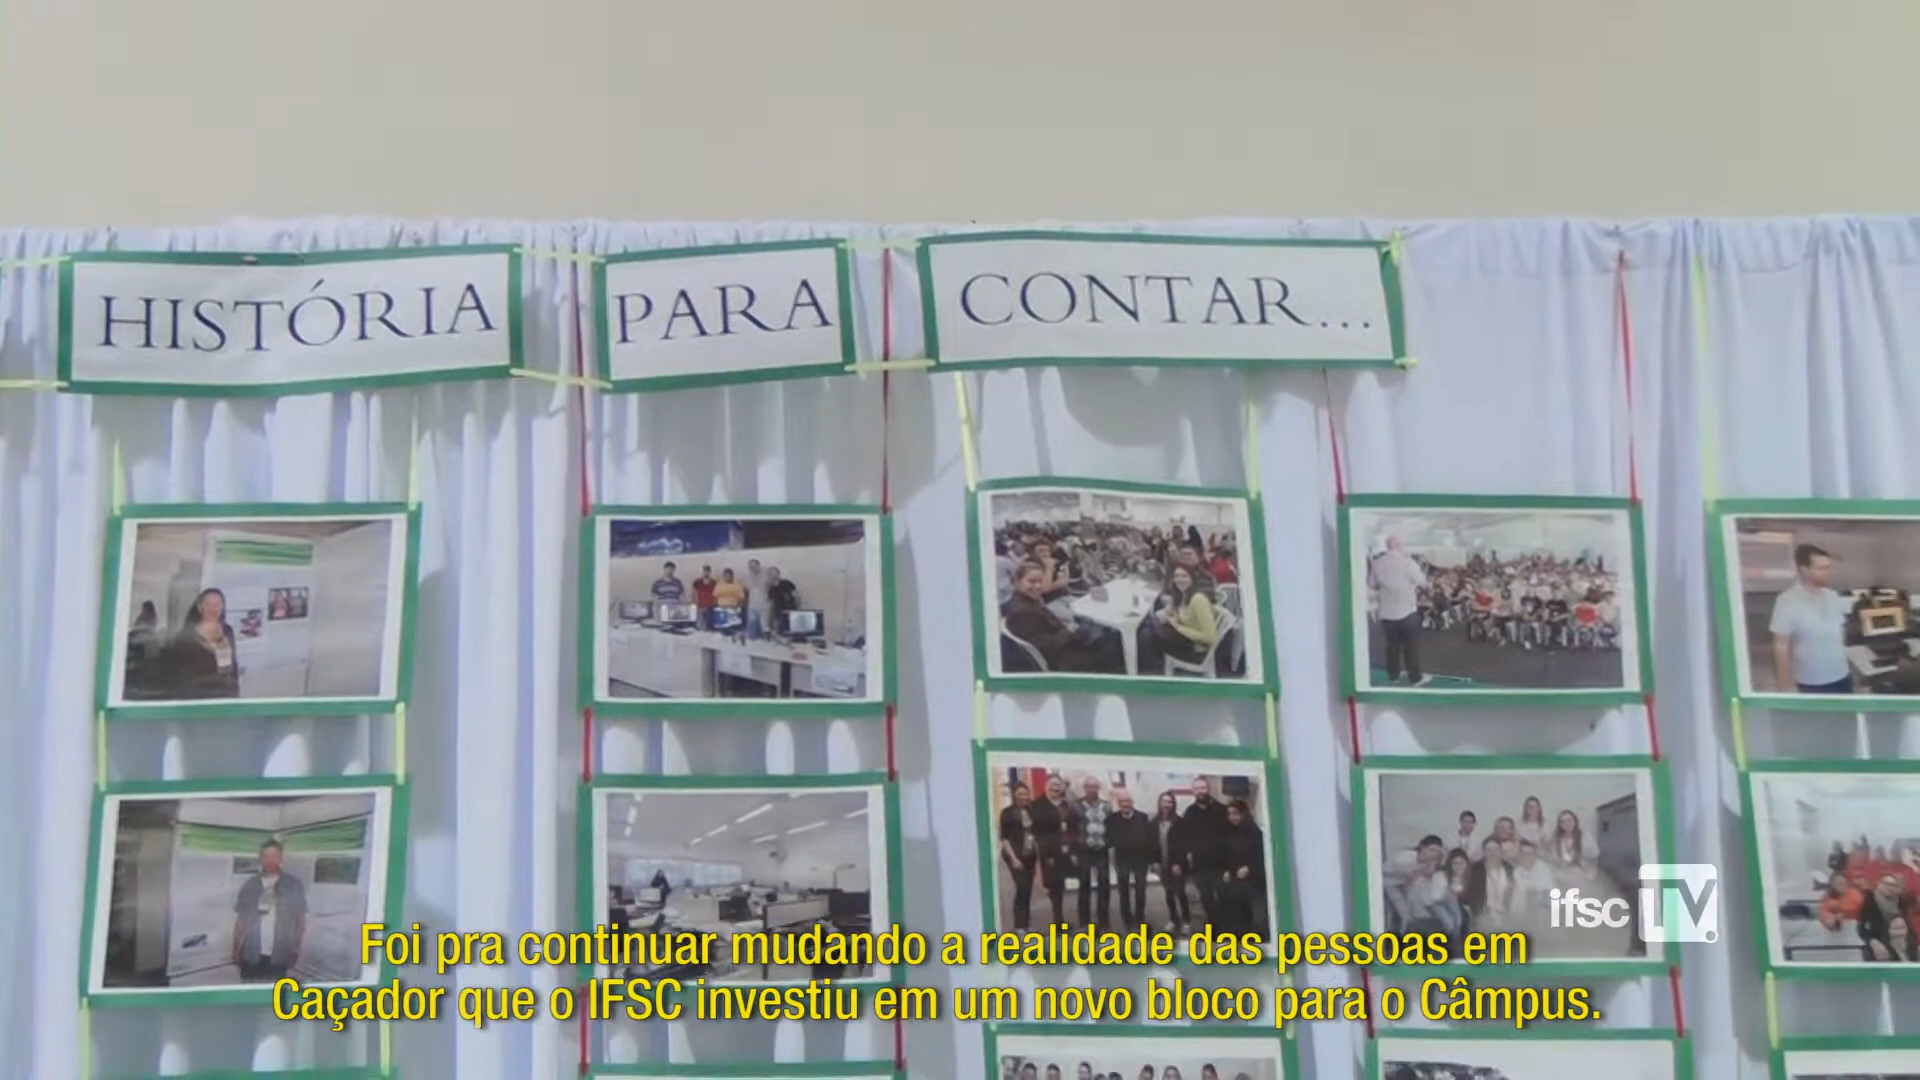 HISTÓRIA PARA CONTAR...
ifsc TV
Foi pra continuar mudando a realidade das pessoas em
Caçador que o IFSC investiu em um novo bloco para o Câmpus.